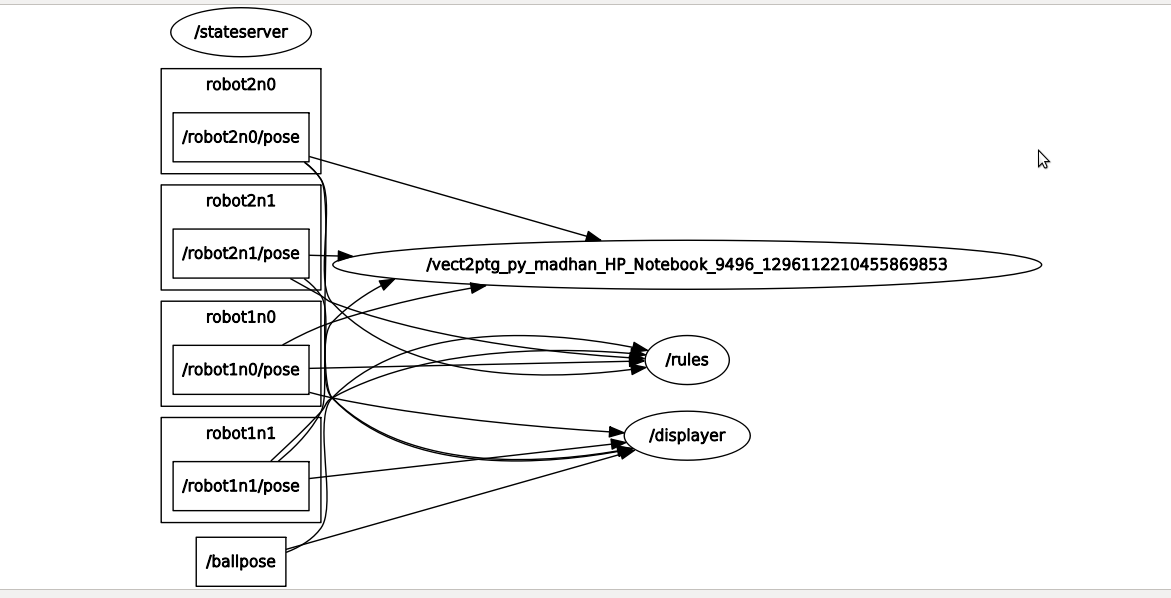 /stateserver
robot2n0
/robot2n0/pose
robot2n1
/robot2n1/pose
/vect2ptg_py_madhan_HP_Notebook_9496_1296112210455869853
robot1n0
/robot1n0/pose
/rules
robot1n1
/displayer
/robot1n1/pose
/ballpose